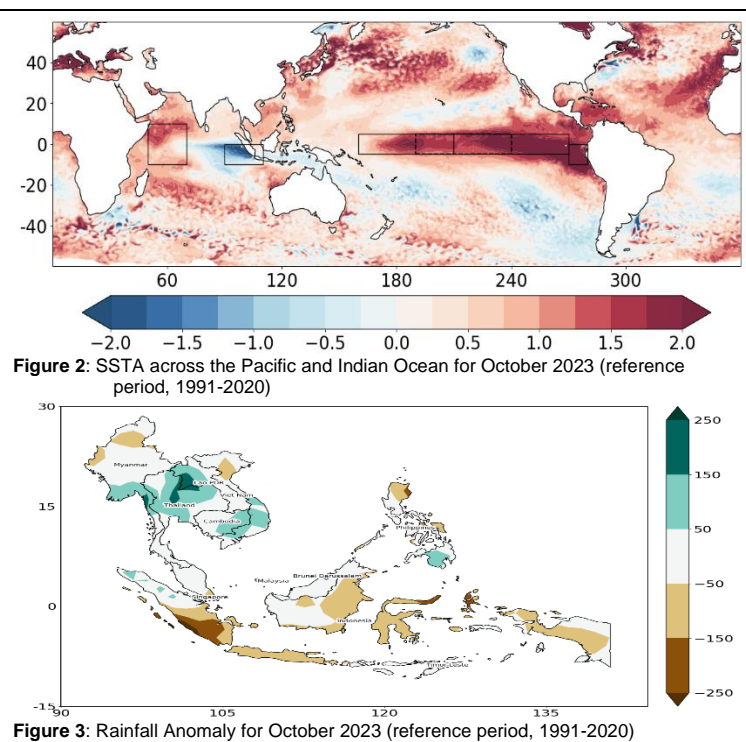 40
20
0
−20
−40
60 120 180 240 300
−2.0 −1.5 −1.0 −0.5 0.0 0.5 1.0 1.5 2.0
Figure 2: SSTA across the Pacific and Indian Ocean for October 2023 (reference
period, 1991-2020)
30
250
Myanmar
150
Lao PDR
Viet Nam
15
Thailand
50
Cambodia
Philippines
Brunei Darussalam
Malaysia
−50
Singapore
0
Indonesia
−150
Timor-Leste
−250
-15
90 105 120 135
Figure 3: Rainfall Anomaly for October 2023 (reference period, 1991-2020)